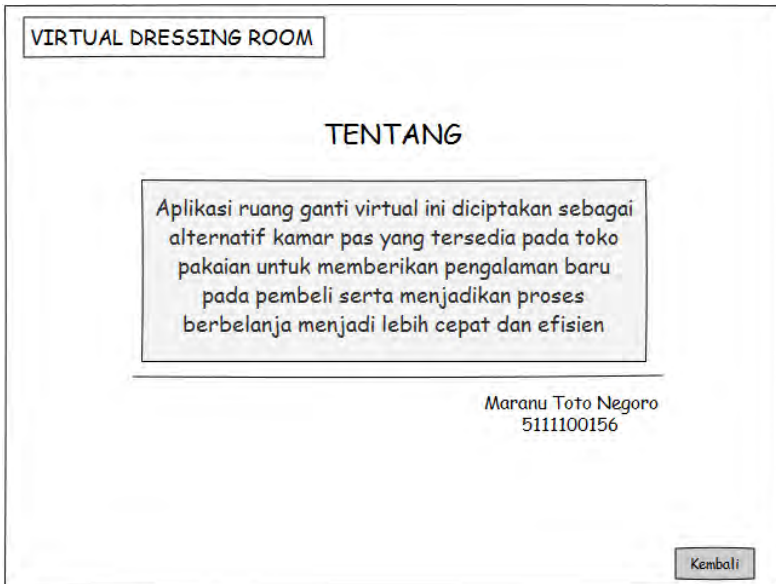 VIRTUAL DRESSING ROOM
TENTANG
Aplikasi ruang ganti virtual ini diciptakan sebagai
alternatif kamar pas yang tersedia pada toko
pakaian untuk memberikan pengalaman baru
pada pembeli serta menjadikan proses
berbelanja menjadi lebih cepat dan efisien
Maranu Toto Negoro
5111100156
Kembali